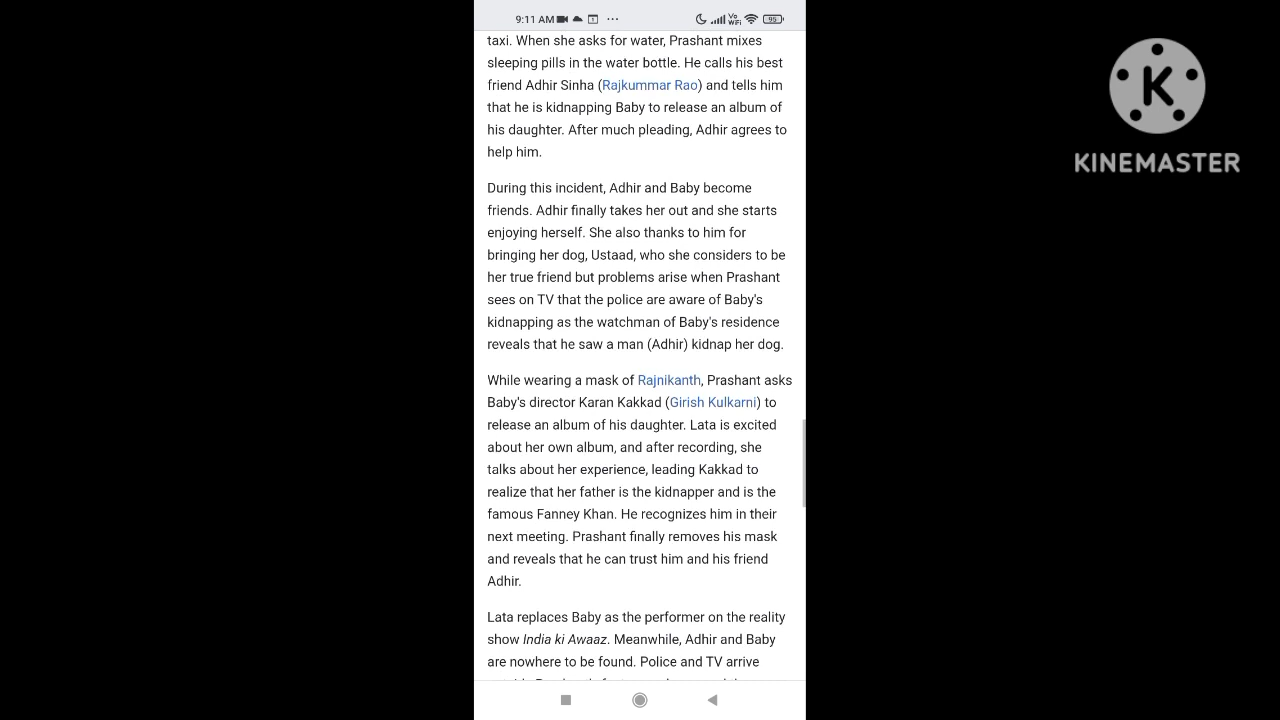 9:11 AM
Vo
WiFi
95
taxi. When she asks for water, Prashant mixes
sleeping pills in the water bottle. He calls his best
friend Adhir Sinha (Rajkummar Rao) and tells him
that he is kidnapping Baby to release an album of
his daughter. After much pleading, Adhir agrees to
help him.
During this incident, Adhir and Baby become
friends. Adhir finally takes her out and she starts
enjoying herself. She also thanks to him for
bringing her dog, Ustaad, who she considers to be
her true friend but problems arise when Prashant
sees on TV that the police are aware of Baby's
kidnapping as the watchman of Baby's residence
reveals that he saw a man (Adhir) kidnap her dog.
While wearing a mask of Rajnikanth, Prashant asks
Baby's director Karan Kakkad (Girish Kulkarni) to
release an album of his daughter. Lata is excited
about her own album, and after recording, she
talks about her experience, leading Kakkad to
realize that her father is the kidnapper and is the
famous Fanney Khan. He recognizes him in their
next meeting. Prashant finally removes his mask
and reveals that he can trust him and his friend
Adhir.
Lata replaces Baby as the performer on the reality
show India ki Awaaz. Meanwhile, Adhir and Baby
are nowhere to be found. Police and TV arrive
K
KINEMASTER